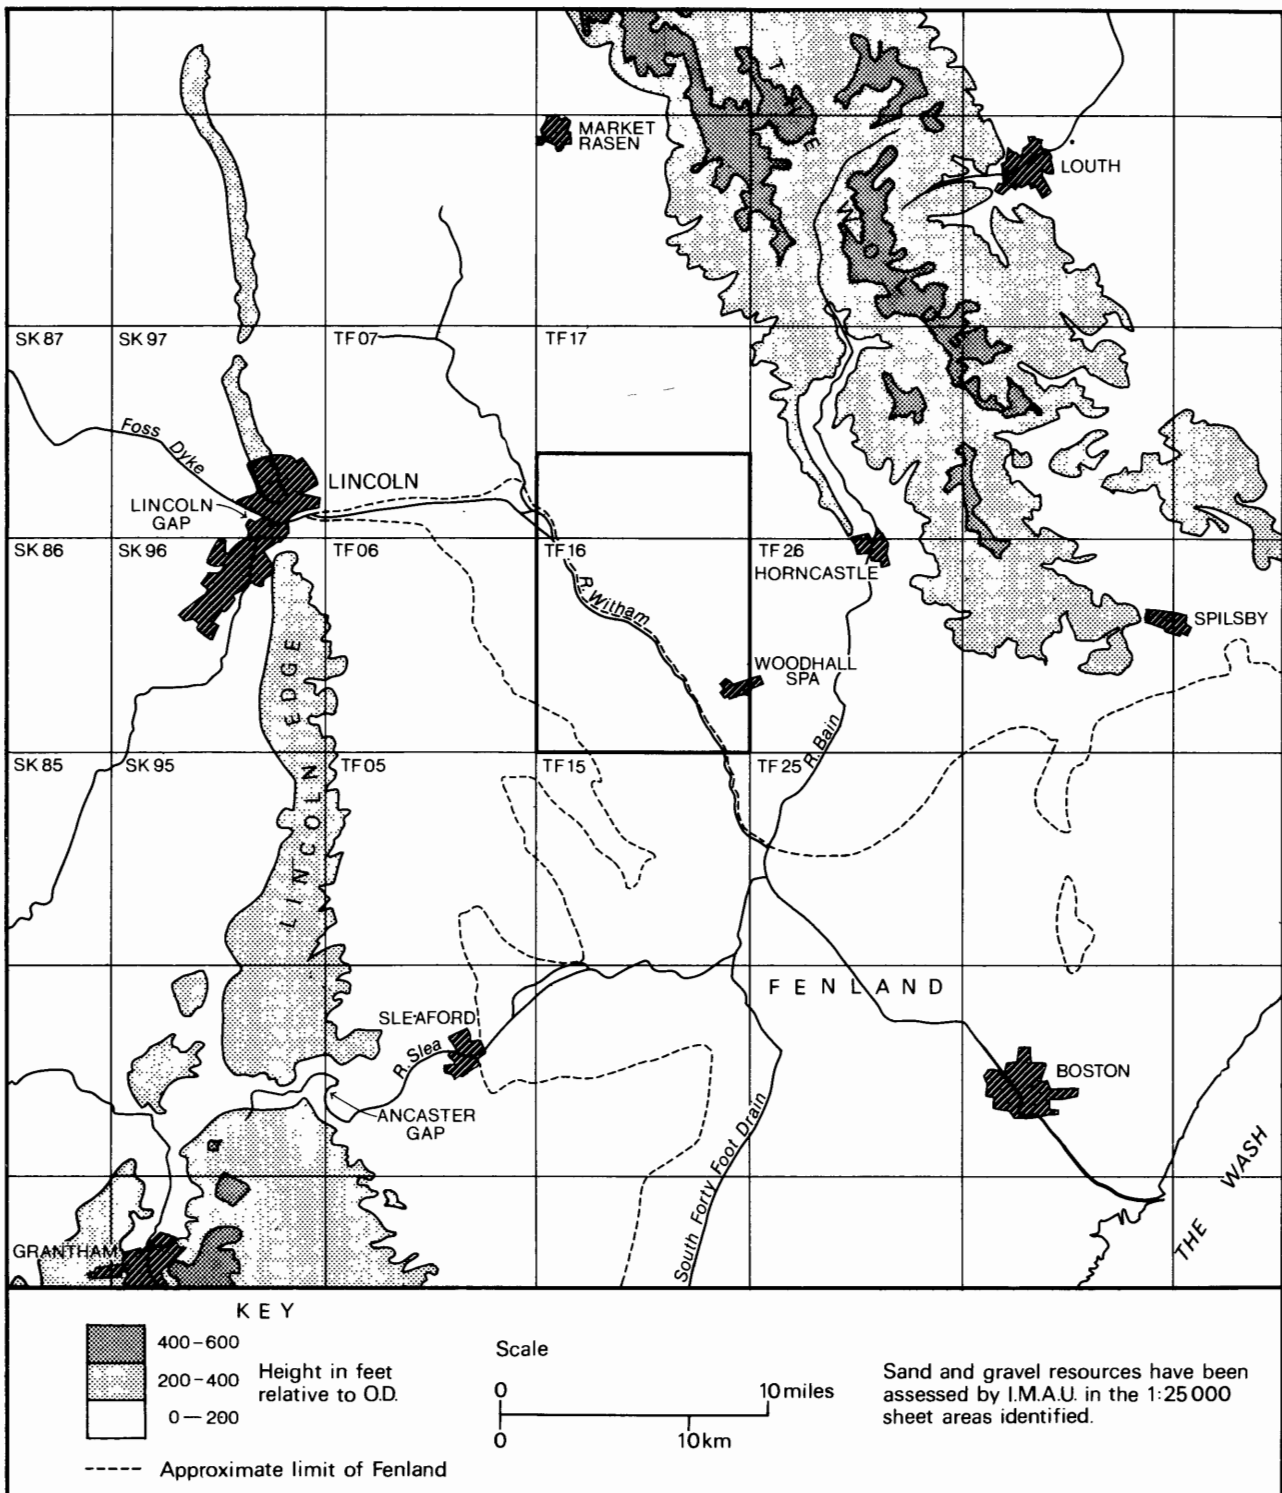 MARKET
RASEN
LOUTH
THE
WOLDS
SK 87
SK 97
TF 07
TF 17
Foss
Dyke
LINCOLN
LINCOLN
GAP
SK 86
SK 96
TF 06
TF 16
TF 26
HORNCASTLE
R. Witham
SPILSBY
WOODHALL
SPA
LINCOLN EDGE
R. Bain
SK 85
SK 95
TF 05
TF 15
TF 25
FENLAND
SLEAFORD
R. Slea
BOSTON
ANCASTER
GAP
South Forty Foot Drain
THE WASH
GRANTHAM
KEY
400-600
200-400
0-200
Height in feet
relative to O.D.
Approximate limit of Fenland
Scale
0 10 miles
0 10 km
Sand and gravel resources have been
assessed by I.M.A.U. in the 1:25 000
sheet areas identified.